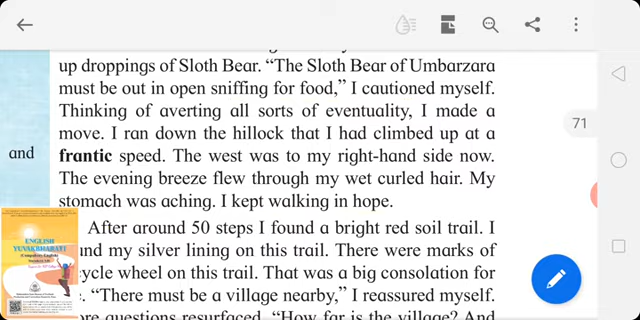 up droppings of Sloth Bear. “The Sloth Bear of Umbarzara
must be out in open sniffing for food,” I cautioned myself.
Thinking of averting all sorts of eventuality, I made a
move. I ran down the hillock that I had climbed up at a
and
frantic speed. The west was to my right-hand side now.
The evening breeze flew through my wet curled hair. My
stomach was aching. I kept walking in hope.
After around 50 steps I found a bright red soil trail. I
my silver lining on this trail. There were marks of
wheel on this trail. That was a big consolation for
“There must be a village nearby,” I reassured myself.
questions resurfaced. “How far is the village? And
71
ENGLISH
YUVAKBHARATI